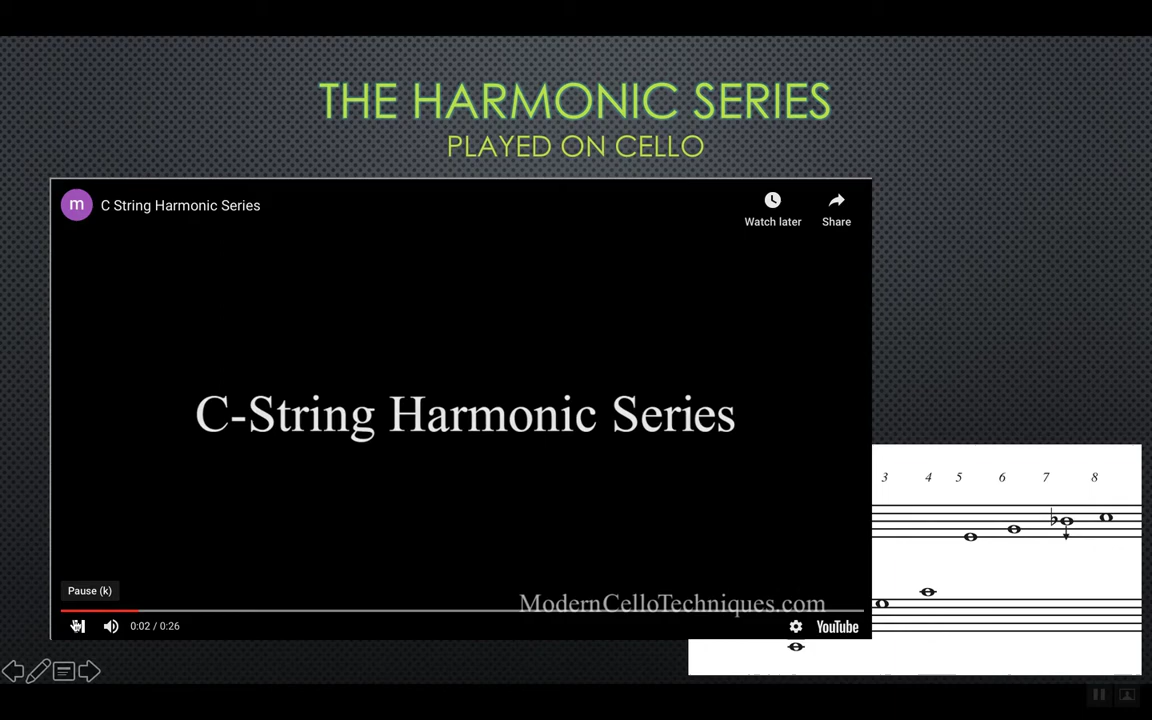 THE HARMONIC SERIES
PLAYED ON CELLO
m
C String Harmonic Series
Watch later
Share
C-String Harmonic Series
3 4 5 6 7 8
Pause (k)
ModernCelloTechniques.com
0:02 / 0:26
YouTube